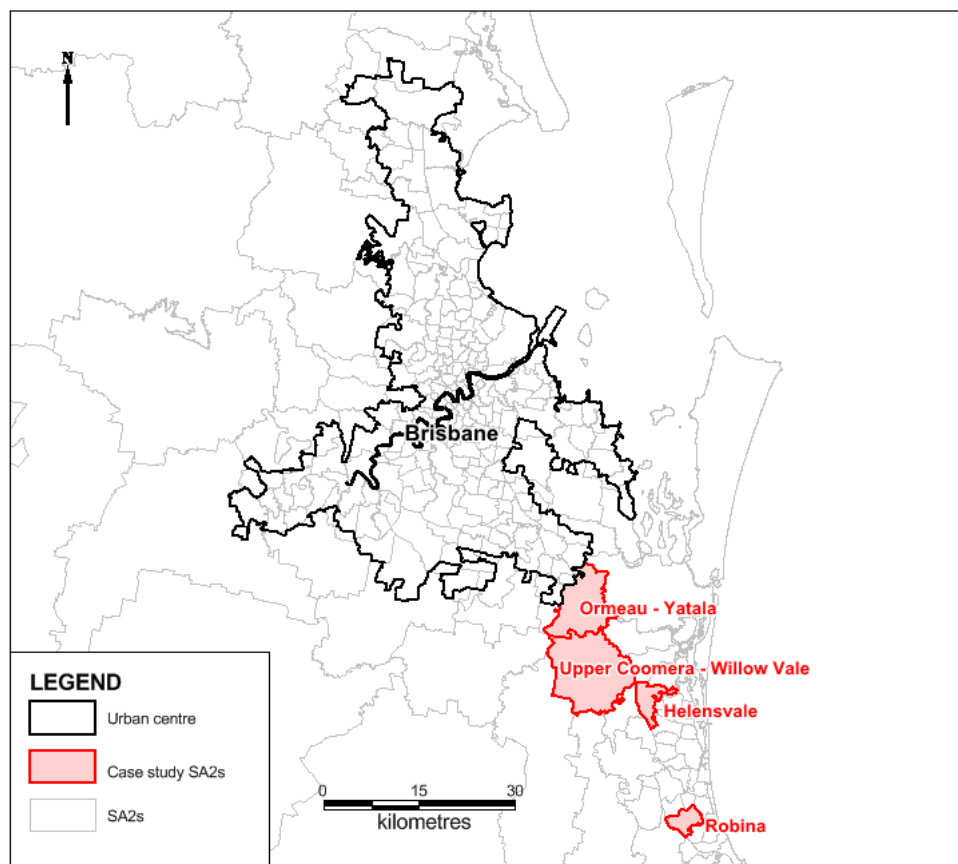 N
Brisbane
Ormeau - Yatala
Upper Coomera - Willow Vale
Helensvale
Robina
LEGEND
Urban centre
Case study SA2s
SA2s
0 15 30
kilometres